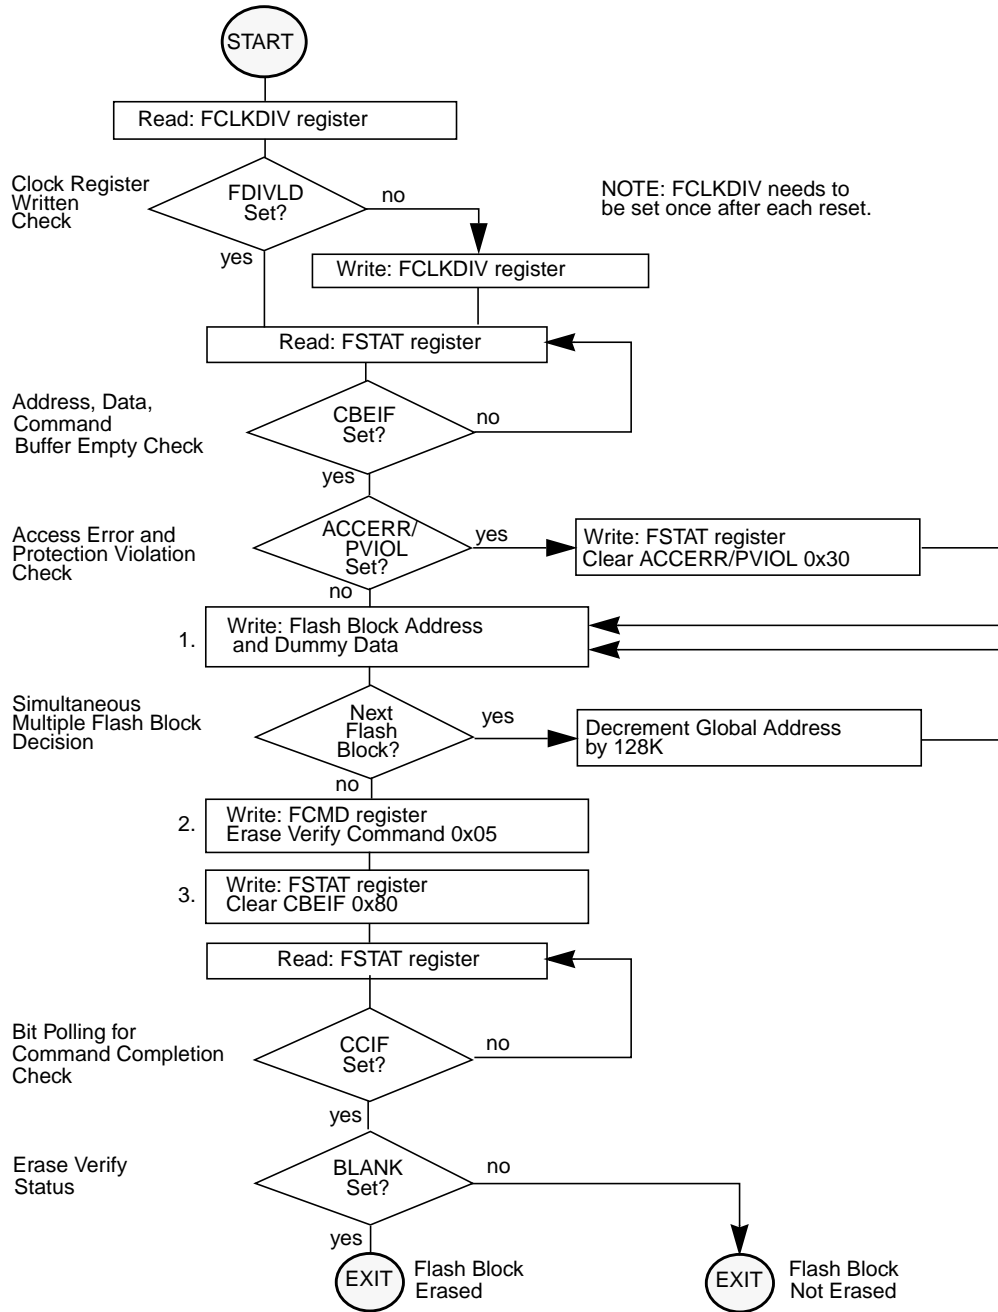 START
Read: FCLKDIV register
Clock Register
Written
Check
FDIVLD
Set?
no
yes
NOTE: FCLKDIV needs to
be set once after each reset.
Write: FCLKDIV register
Read: FSTAT register
Address, Data,
Command
Buffer Empty Check
CBEIF
Set?
no
yes
Access Error and
Protection Violation
Check
ACCERR/
PVIOL
Set?
yes
no
Write: FSTAT register
Clear ACCERR/PVIOL 0x30
1.
Write: Flash Block Address
and Dummy Data
Simultaneous
Multiple Flash Block
Decision
Next
Flash
Block?
yes
no
Decrement Global Address
by 128K
2.
Write: FCMD register
Erase Verify Command 0x05
3.
Write: FSTAT register
Clear CBEIF 0x80
Read: FSTAT register
Bit Polling for
Command Completion
Check
CCIF
Set?
no
yes
Erase Verify
Status
BLANK
Set?
no
yes
EXIT
Flash Block
Erased
EXIT
Flash Block
Not Erased